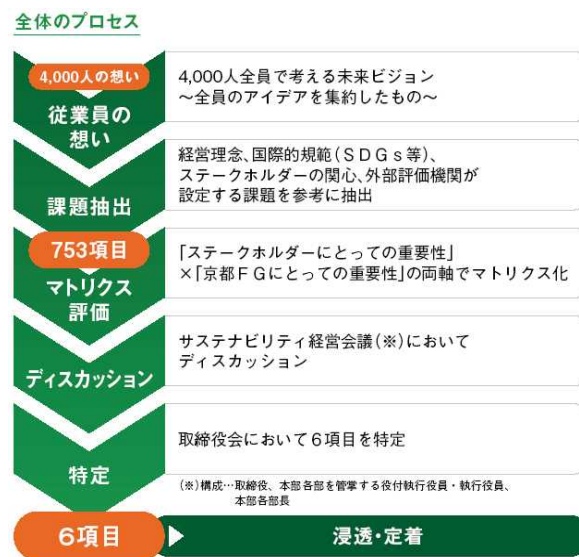 全体のプロセス
4,000人の想い
従業員の
想い
4,000人全員で考える未来ビジョン
～全員のアイデアを集約したもの～
課題抽出
経営理念、国際的規範(ＳＤＧｓ等)、
ステークホルダーの関心、外部評価機関が
設定する課題を参考に抽出
753項目
マトリクス
評価
「ステークホルダーにとっての重要性」
×「京都ＦＧにとっての重要性」の両軸でマトリクス化
ディスカッション
サステナビリティ経営会議(※)において
ディスカッション
特定
取締役会において６項目を特定
(※)構成…取締役、本部各部を管掌する役付執行役員・執行役員、
本部各部長
６項目
浸透・定着